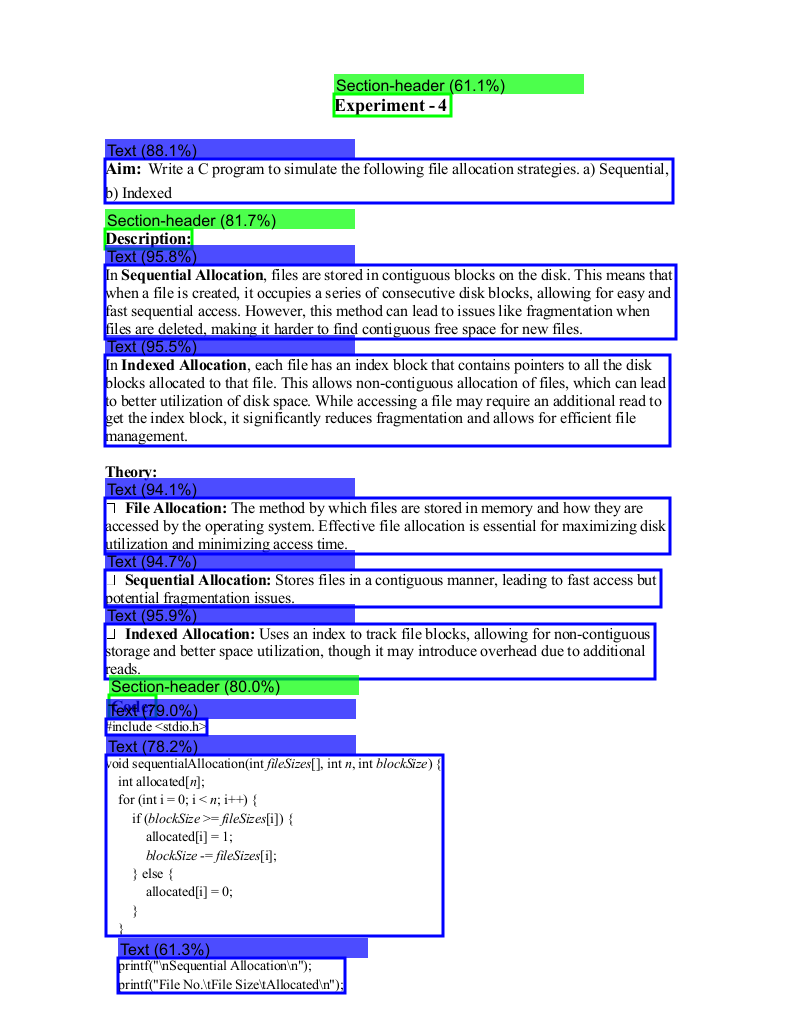 Section-header (61.1%)
Experiment - 4
Text (88.1%)
Aim: Write a C program to simulate the following file allocation strategies. a) Sequential,
b) Indexed
Section-header (81.7%)
Description:
Text (95.8%)
In Sequential Allocation, files are stored in contiguous blocks on the disk. This means that
when a file is created, it occupies a series of consecutive disk blocks, allowing for easy and
fast sequential access. However, this method can lead to issues like fragmentation when
files are deleted, making it harder to find contiguous free space for new files.
Text (95.5%)
In Indexed Allocation, each file has an index block that contains pointers to all the disk
blocks allocated to that file. This allows non-contiguous allocation of files, which can lead
to better utilization of disk space. While accessing a file may require an additional read to
get the index block, it significantly reduces fragmentation and allows for efficient file
management.
Theory:
Text (94.1%)
File Allocation: The method by which files are stored in memory and how they are
accessed by the operating system. Effective file allocation is essential for maximizing disk
utilization and minimizing access time.
Text (94.7%)
Sequential Allocation: Stores files in a contiguous manner, leading to fast access but
potential fragmentation issues.
Text (95.9%)
Indexed Allocation: Uses an index to track file blocks, allowing for non-contiguous
storage and better space utilization, though it may introduce overhead due to additional
reads.
Section-header (80.0%)
Code:
Text (79.0%)
#include <stdio.h>
Text (78.2%)
void sequentialAllocation(int fileSizes[], int n, int blockSize) {
int allocated[n];
for (int i = 0; i < n; i++) {
if (blockSize >= fileSizes[i]) {
allocated[i] = 1;
blockSize -= fileSizes[i];
} else {
allocated[i] = 0;
}
}
Text (61.3%)
printf("\nSequential Allocation\n");
printf("File No.\tFile Size\tAllocated\n");